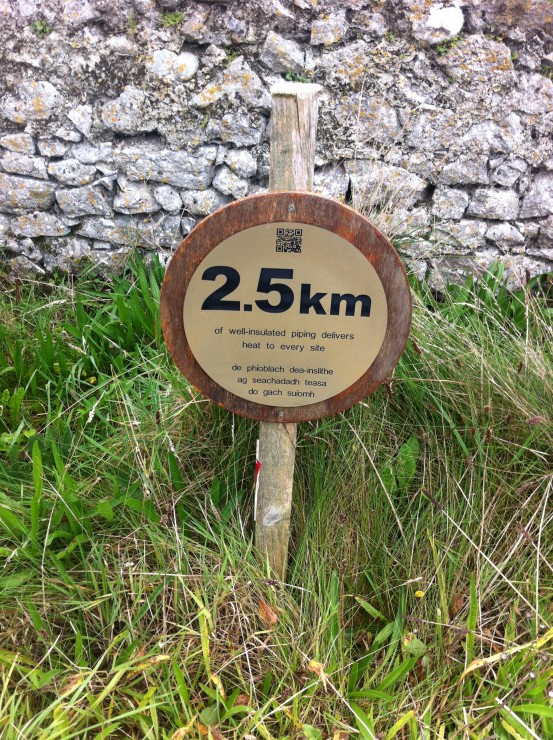 2.5km
of well-insulated piping delivers
heat to every site
de phioblach dea-inslithe
ag seachadadh teasa
do gach suíomh